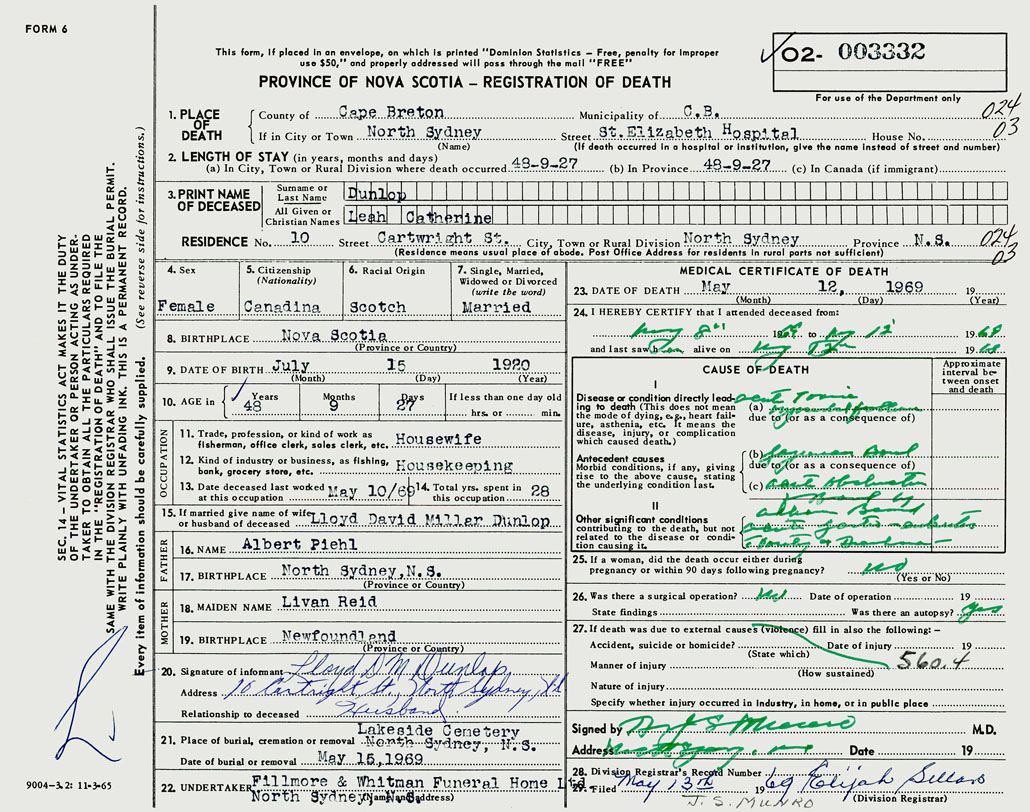 FORM 6
This form, if placed in an envelope, on which is printed "Dominion Statistics – Free, penalty for improper
use $50," and properly addressed will pass through the mail "FREE"
02- 003332
PROVINCE OF NOVA SCOTIA – REGISTRATION OF DEATH
For use of the Department only
024
03
1. PLACE OF DEATH
County of Cape Breton Municipality of C.B.
If in City or Town North Sydney Street St.Elizabeth Hospital House No.
(Name) (If death occurred in a hospital or institution, give the name instead of street and number)
2. LENGTH OF STAY (in years, months and days)
(a) In City, Town or Rural Division where death occurred 48-9-27 (b) In Province 48-9-27 (c) In Canada (if immigrant)
3. PRINT NAME OF DECEASED
Surname or Last Name Dunlop
All Given or Christian Names Leah Catherine
RESIDENCE No. 10 Street Cartwright St. City, Town or Rural Division North Sydney Province N.S.
024
03
(Residence means usual place of abode. Post Office Address for residents in rural parts not sufficient)
4. Sex
Female
5. Citizenship
(Nationality)
Canadina
6. Racial Origin
Scotch
7. Single, Married,
Widowed or Divorced
(write the word)
Married
8. BIRTHPLACE Nova Scotia
(Province or Country)
9. DATE OF BIRTH July 15 1920
(Month) (Day) (Year)
10. AGE in
Years Months Days If less than one day old
48 9 27 hrs. or min.
OCCUPATION
11. Trade, profession, or kind of work as
fisherman, office clerk, sales clerk, etc. Housewife
12. Kind of industry or business, as fishing,
bank, grocery store, etc. Housekeeping
13. Date deceased last worked
at this occupation May 10/69
14. Total yrs. spent in
this occupation 28
15. If married give name of wife
or husband of deceased Lloyd David Miller Dunlop
FATHER
16. NAME Albert Piehl
17. BIRTHPLACE North Sydney,N.S.
(Province or Country)
MOTHER
18. MAIDEN NAME Livan Reid
19. BIRTHPLACE Newfoundland
(Province or Country)
20. Signature of informant Lloyd D M Dunlop
Address 10 Cartright St, North Sydney, NS
Relationship to deceased Husband
21. Place of burial, cremation or removal Lakeside Cemetery
North Sydney, N.S.
Date of burial or removal May 15,1969
22. UNDERTAKER Fillmore & Whitman Funeral Home Ltd
North Sydney, N.S.
(Name and address)
MEDICAL CERTIFICATE OF DEATH
23. DATE OF DEATH May 12, 1969 19
(Month) (Day) (Year)
24. I HEREBY CERTIFY that I attended deceased from:
May 8th 19 to May 12 19
and last saw alive on May 19
CAUSE OF DEATH
Approximate
interval be-
tween onset
and death
I
Disease or condition directly lead-
ing to death (This does not mean
the mode of dying, e.g., heart fail-
ure, asthenia, etc. It means the
disease, injury, or complication
which caused death.)
(a)
due to (or as a consequence of)
Antecedent causes
Morbid conditions, if any, giving
rise to the above cause, stating
the underlying condition last.
(b)
due to (or as a consequence of)
(c)
II
Other significant conditions
contributing to the death, but not
related to the disease or condi-
tion causing it.
25. If a woman, did the death occur either during
pregnancy or within 90 days following pregnancy? no
(Yes or No)
26. Was there a surgical operation? Date of operation 19
State findings Was there an autopsy? yes
27. If death was due to external causes (violence) fill in also the following: –
Accident, suicide or homicide? Date of injury 19
(State which)
560.4
Manner of injury
(How sustained)
Nature of injury
Specify whether injury occurred in industry, in home, or in public place
Signed by M.D.
Address Date 19
28. Division Registrar's Record Number
29. Filed May 13th 1969 Elijah
J. S. MUNRO (Division Registrar)
SEC. 14 – VITAL STATISTICS ACT MAKES IT THE DUTY
OF THE UNDERTAKER OR PERSON ACTING AS UNDER-
TAKER TO OBTAIN ALL THE PARTICULARS REQUIRED
IN THE "REGISTRATION OF DEATH" AND TO FILE THE
SAME WITH THE DIVISION REGISTRAR WHO SHALL ISSUE THE BURIAL PERMIT.
WRITE PLAINLY WITH UNFADING INK. THIS IS A PERMANENT RECORD.
Every item of information should be carefully supplied. (See reverse side for instructions.)
9004–3.2: 11-3-65